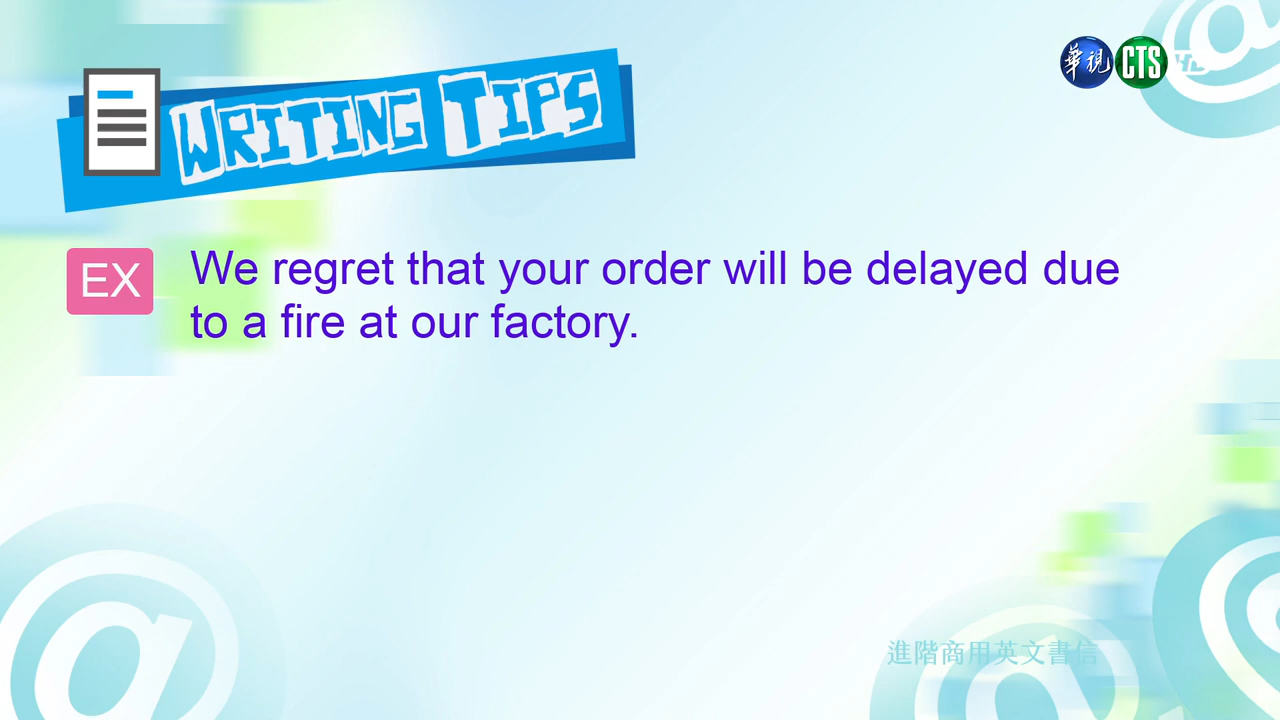 華視 CTS HD
WRITING TIPS
EX We regret that your order will be delayed due
to a fire at our factory.
進階商用英文書信